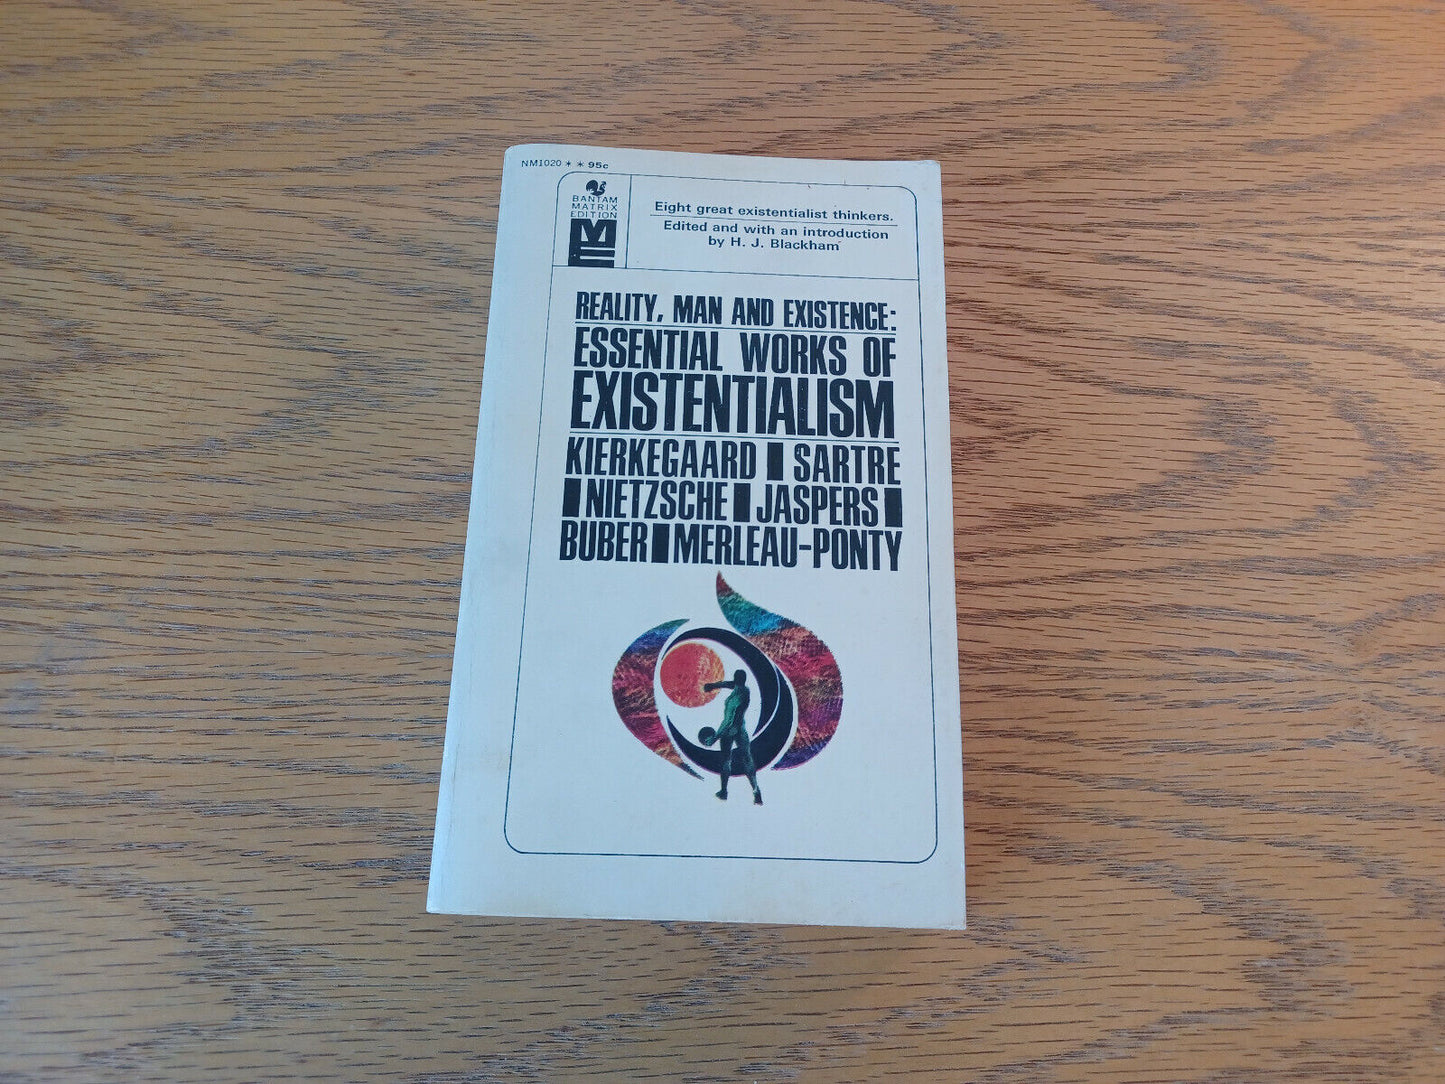 NM1020 * * 95c
BANTAM
MATRIX
EDITION
Eight great existentialist thinkers.
Edited and with an introduction
by H. J. Blackham
REALITY, MAN AND EXISTENCE:
ESSENTIAL WORKS OF
EXISTENTIALISM
KIERKEGAARD ▮ SARTRE
▮ NIETZSCHE ▮ JASPERS ▮
BUBER ▮ MERLEAU-PONTY